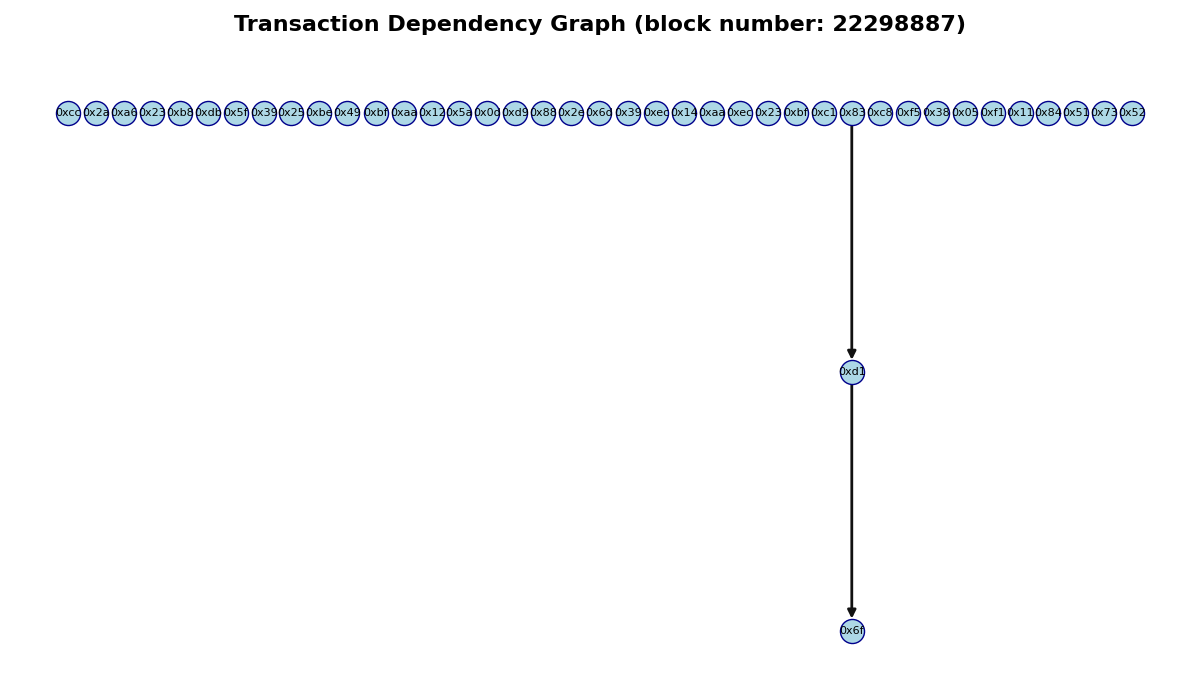 Transaction Dependency Graph (block number: 22298887)
0xcc 0x2a 0xa6 0x23 0xb8 0xdb 0x5f 0x39 0x25 0xbe 0x49 0xbf 0xaa 0x12 0x5a 0x0d 0xd9 0x88 0x2e 0x6d 0x39 0xec 0x14 0xaa 0xec 0x23 0xbf 0xc1 0x83 0xc8 0xf5 0x38 0x05 0xf1 0x11 0x84 0x51 0x73 0x52
0xd1
0x6f